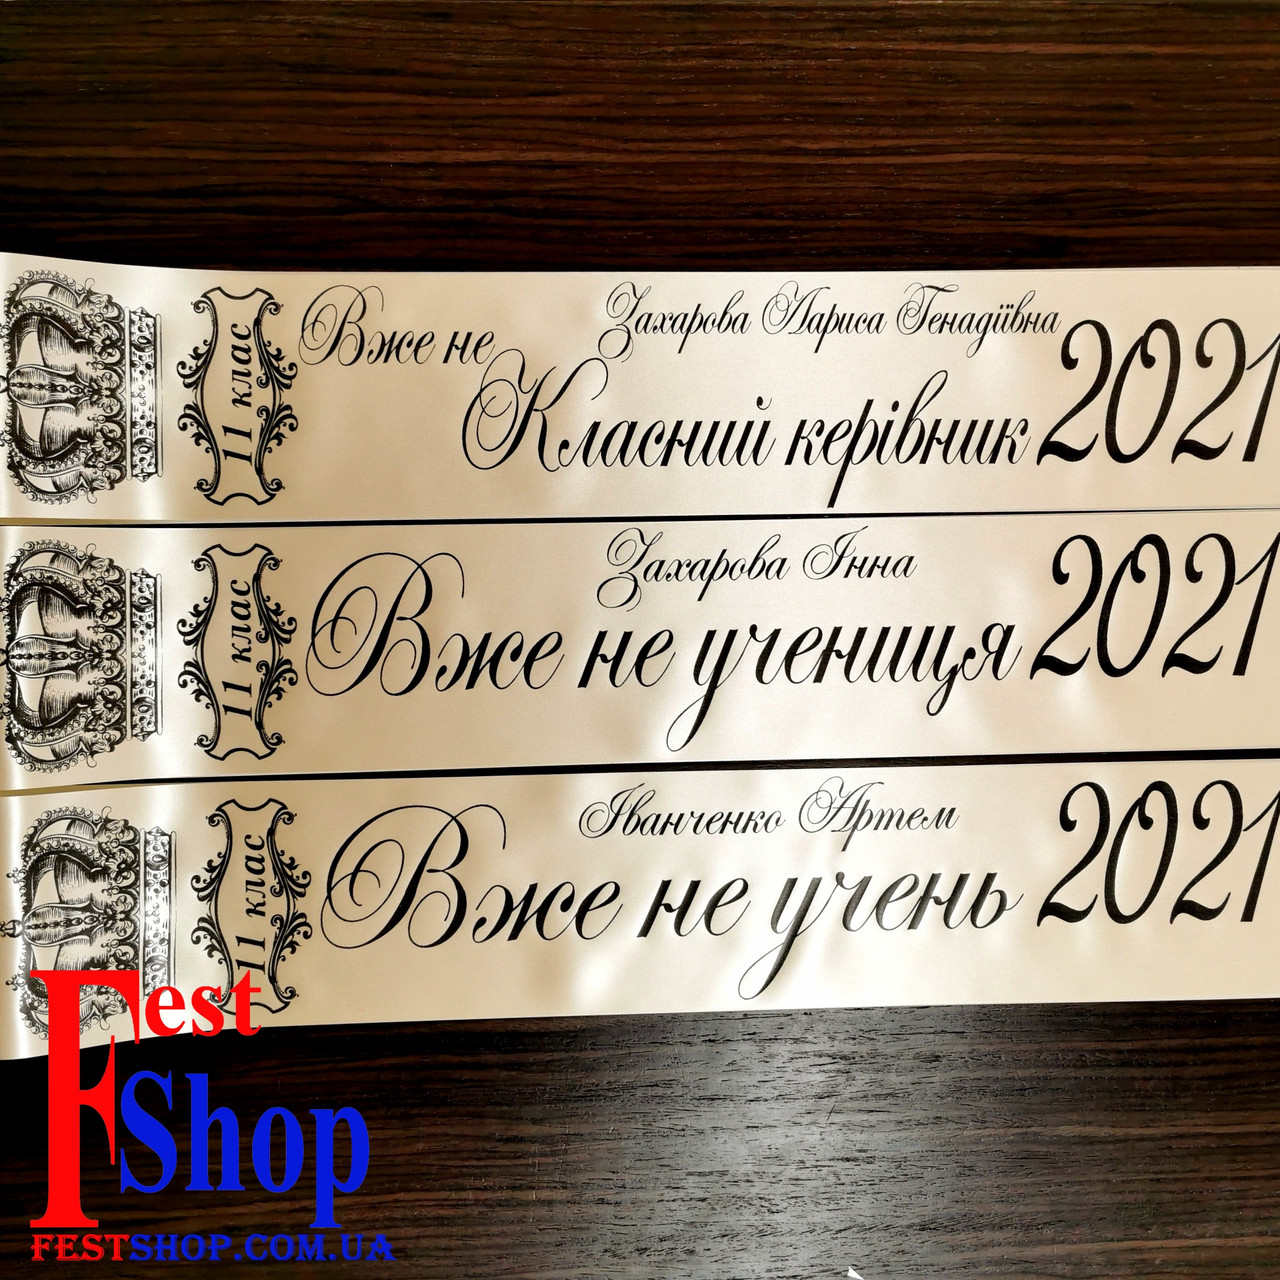 11 клас
Вже не
Захарова Лариса Генадіївна
Класний керівник 2021
11 клас
Захарова Інна
Вже не учениця 2021
11 клас
Іванченко Артем
Вже не учень 2021
Fest
Shop
FESTSHOP.COM.UA